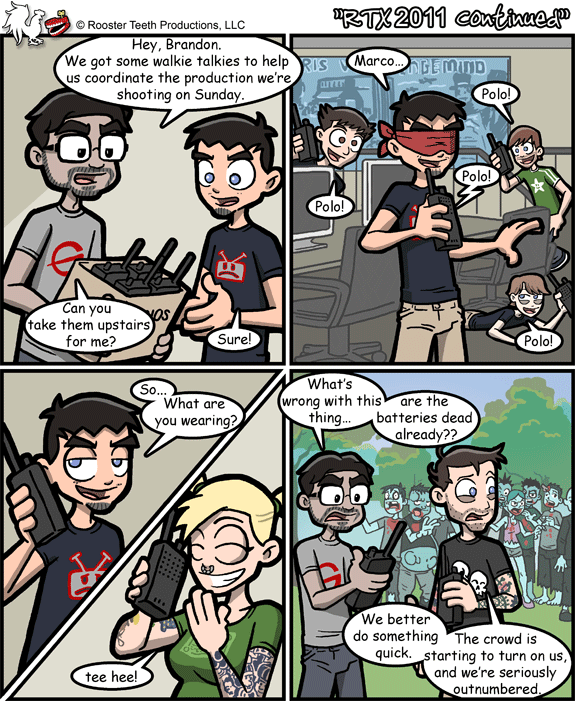 © Rooster Teeth Productions, LLC
"RTX 2011 continued"
Hey, Brandon.
We got some walkie talkies to help
us coordinate the production we're
shooting on Sunday.
Can you
take them upstairs
for me?
Sure!
Marco...
Polo!
Polo!
Polo!
Polo!
So...
What are
you wearing?
tee hee!
What's
wrong with this
thing...
are the
batteries dead
already??
We better
do something
quick.
The crowd is
starting to turn on us,
and we're seriously
outnumbered.